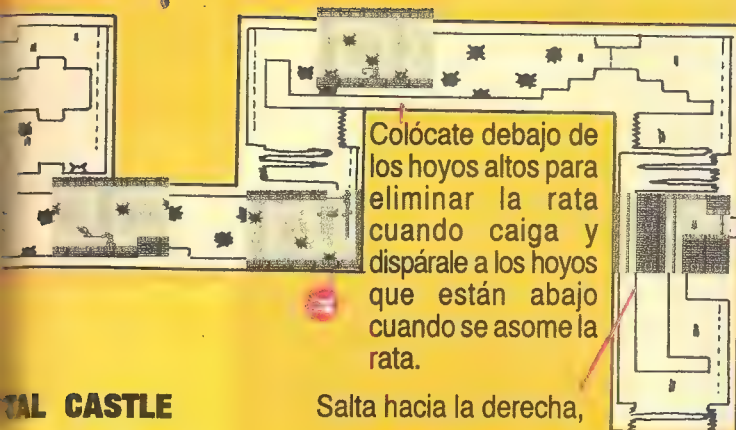 Colócate debajo de
los hoyos altos para
eliminar la rata
cuando caiga y
dispárale a los hoyos
que están abajo
cuando se asome la
rata.
CASTLE
Salta hacia la derecha,